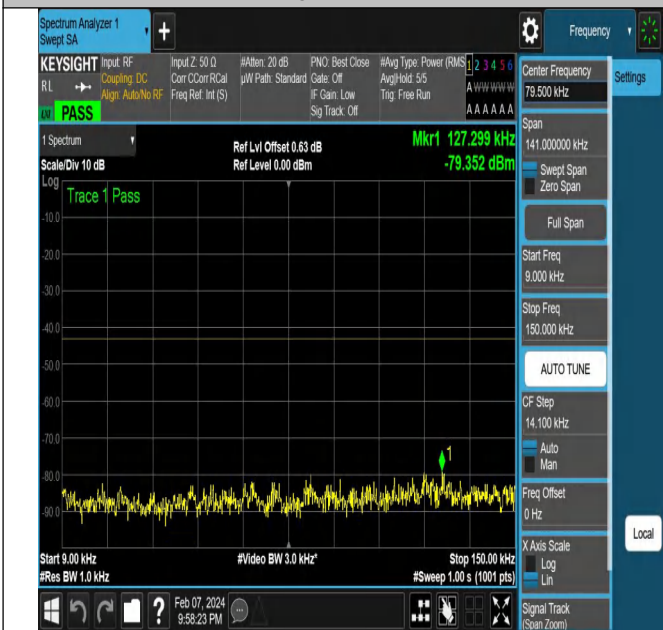 Spectrum Analyzer 1
Swept SA
+
Frequency
KEYSIGHT
RL
PASS
Input: RF
Coupling: DC
Align: Auto/No RF
Input Z: 50 Ω
Corr CCorr RCal
Freq Ref: Int (S)
#Atten: 20 dB
µW Path: Standard
PNO: Best Close
Gate: Off
IF Gain: Low
Sig Track: Off
#Avg Type: Power (RMS
Avg|Hold: 5/5
Trig: Free Run
1 2 3 4 5 6
A W W W W W
A A A A A A
1 Spectrum
Scale/Div 10 dB
Log
Ref Lvl Offset 0.63 dB
Ref Level 0.00 dBm
Mkr1 127.299 kHz
-79.352 dBm
Trace 1 Pass
-10.0
-20.0
-30.0
-40.0
-50.0
-60.0
-70.0
-80.0
-90.0
1
Start 9.00 kHz
#Res BW 1.0 kHz
#Video BW 3.0 kHz*
Stop 150.00 kHz
#Sweep 1.00 s (1001 pts)
?
Feb 07, 2024
9:58:23 PM
Center Frequency
79.500 kHz
Span
141.000000 kHz
Swept Span
Zero Span
Full Span
Start Freq
9.000 kHz
Stop Freq
150.000 kHz
AUTO TUNE
CF Step
14.100 kHz
Auto
Man
Freq Offset
0 Hz
X Axis Scale
Log
Lin
Signal Track
(Span Zoom)
Settings
Local